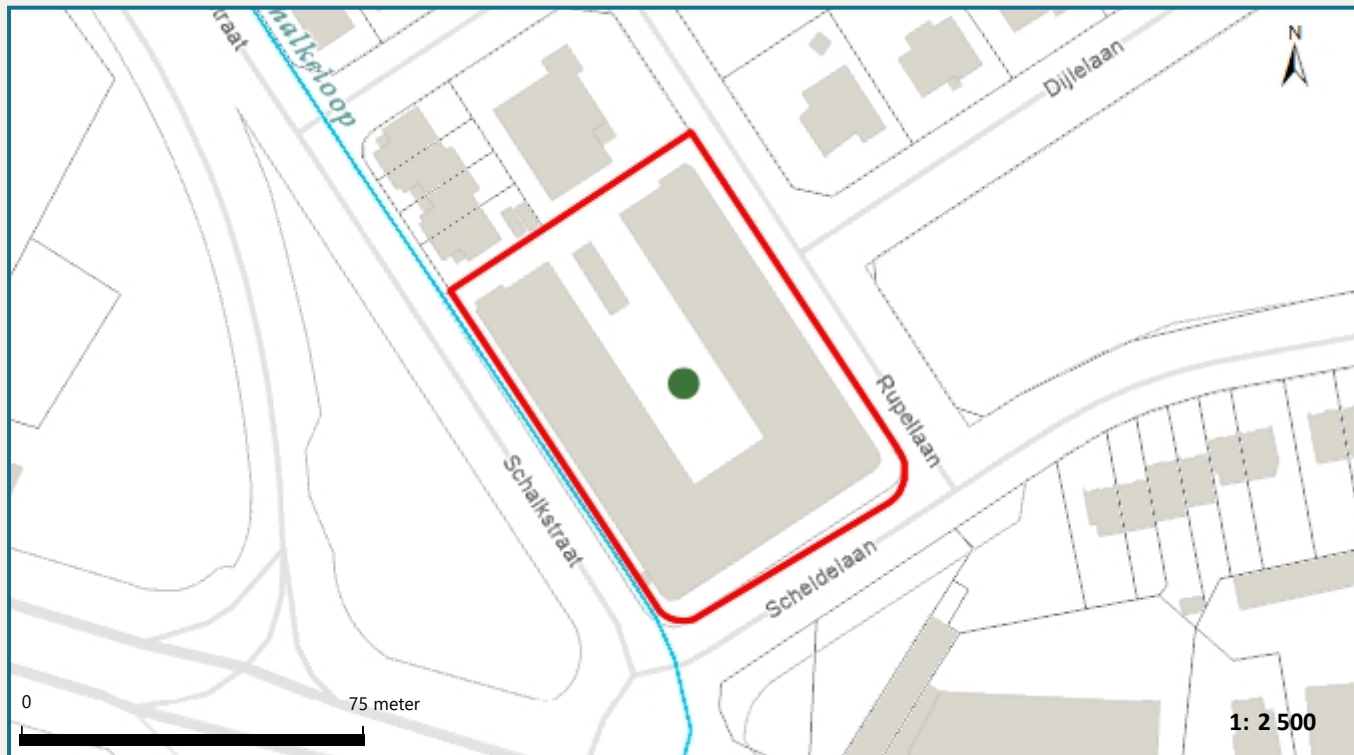 N
Dijlelaan
Rupellaan
Schalkstraat
Scheldelaan
0
75 meter
1: 2 500